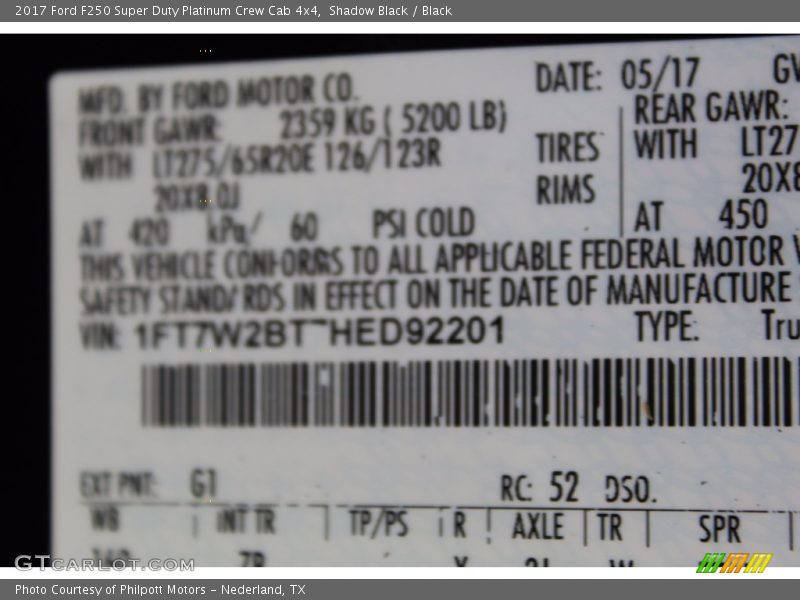 2017 Ford F250 Super Duty Platinum Crew Cab 4x4, Shadow Black / Black
MFD. BY FORD MOTOR CO.
DATE: 05/17
FRONT GAWR: 2359 KG ( 5200 LB)
REAR GAWR:
WITH LT275/65R20E 126/123R
TIRES
WITH LT27
20X8.0J
RIMS
20X8
AT 420 kPa/ 60 PSI COLD
AT 450
THIS VEHICLE CONFORMS TO ALL APPLICABLE FEDERAL MOTOR
SAFETY STANDARDS IN EFFECT ON THE DATE OF MANUFACTURE
VIN: 1FT7W2BT HED92201
TYPE: Tru
EXT PNT: G1
RC: 52 DSO.
WB INT TR TP/PS R AXLE TR SPR
GTCARLOT.COM
Photo Courtesy of Philpott Motors - Nederland, TX